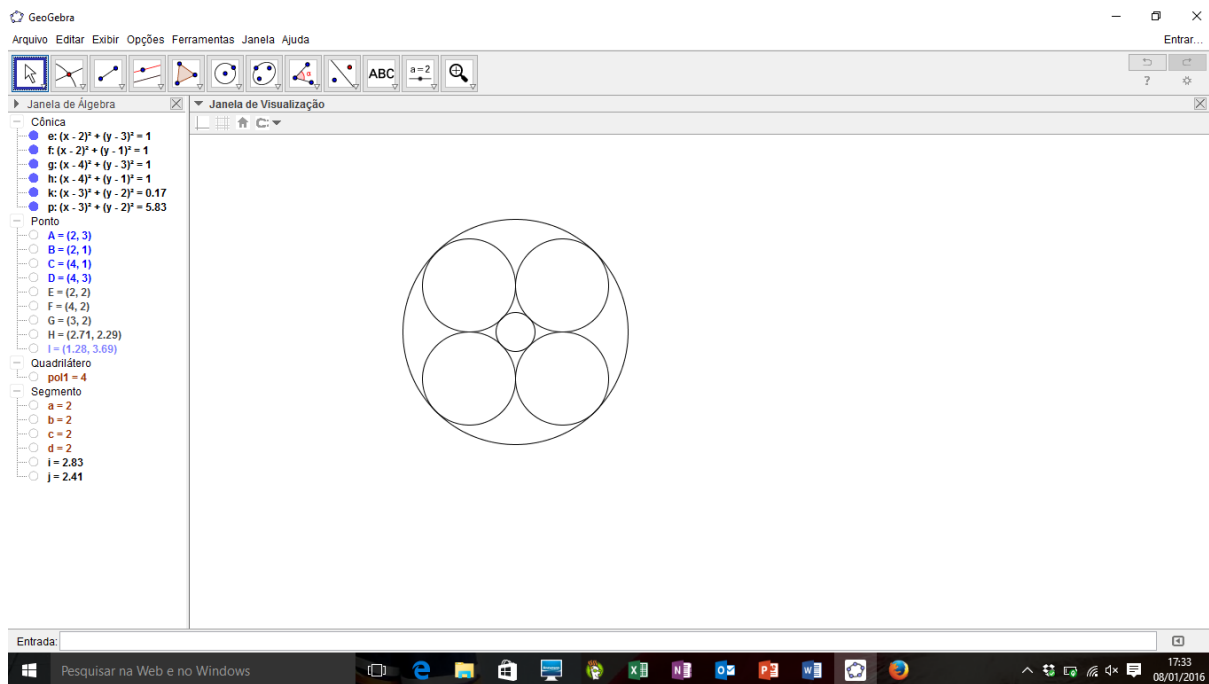 GeoGebra
Arquivo Editar Exibir Opções Ferramentas Janela Ajuda
Entrar...
ABC
a = 2
?
Janela de Álgebra
Janela de Visualização
Cônica
e: (x - 2)² + (y - 3)² = 1
f: (x - 2)² + (y - 1)² = 1
g: (x - 4)² + (y - 3)² = 1
h: (x - 4)² + (y - 1)² = 1
k: (x - 3)² + (y - 2)² = 0.17
p: (x - 3)² + (y - 2)² = 5.83
Ponto
A = (2, 3)
B = (2, 1)
C = (4, 1)
D = (4, 3)
E = (2, 2)
F = (4, 2)
G = (3, 2)
H = (2.71, 2.29)
I = (1.28, 3.69)
Quadrilátero
pol1 = 4
Segmento
a = 2
b = 2
c = 2
d = 2
i = 2.83
j = 2.41
Entrada:
Pesquisar na Web e no Windows
17:33
08/01/2016